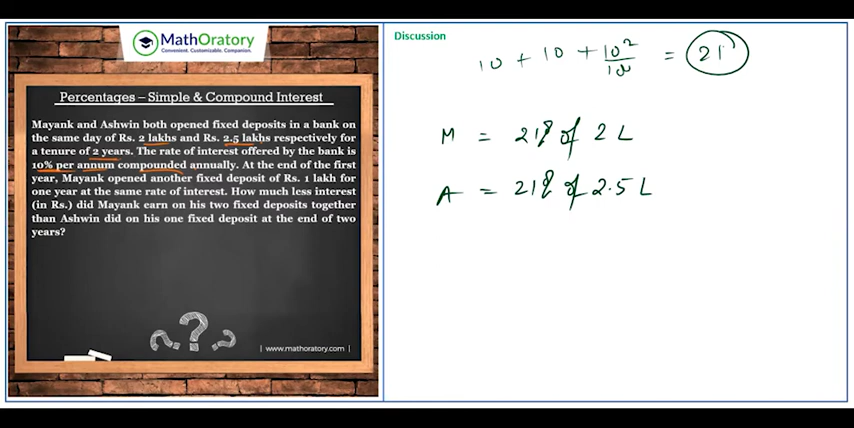 MathOratory
Convenient. Customizable. Companion.
Percentages – Simple & Compound Interest
Mayank and Ashwin both opened fixed deposits in a bank on
the same day of Rs. 2 lakhs and Rs. 2.5 lakhs respectively for
a tenure of 2 years. The rate of interest offered by the bank is
10% per annum compounded annually. At the end of the first
year, Mayank opened another fixed deposit of Rs. 1 lakh for
one year at the same rate of interest. How much less interest
(in Rs.) did Mayank earn on his two fixed deposits together
than Ashwin did on his one fixed deposit at the end of two
years?
| www.mathoratory.com
Discussion
10 + 10 + 10²/100 = 21
M = 21% of 2 L
A = 21% of 2.5 L